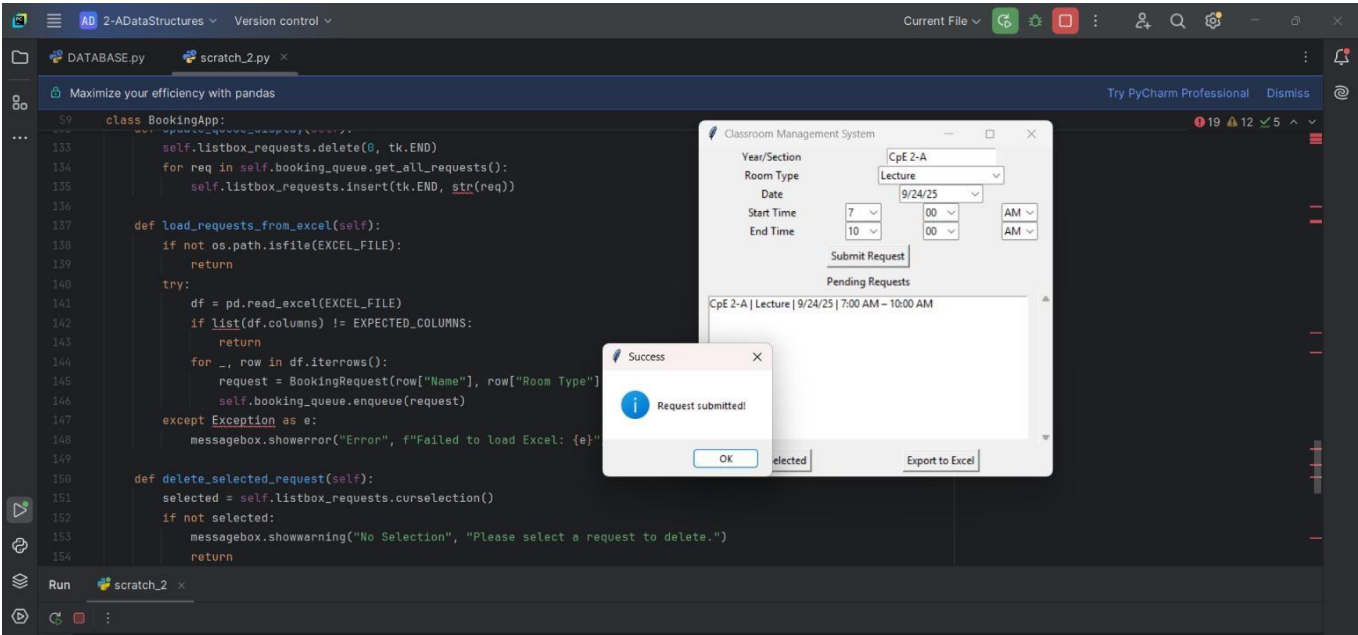 AD 2-ADataStructures Version control Current File
DATABASE.py scratch_2.py
Maximize your efficiency with pandas Try PyCharm Professional Dismiss
19 12 5
59 class BookingApp:
133 self.listbox_requests.delete(0, tk.END)
134 for req in self.booking_queue.get_all_requests():
135 self.listbox_requests.insert(tk.END, str(req))
136
137 def load_requests_from_excel(self):
138 if not os.path.isfile(EXCEL_FILE):
139 return
140 try:
141 df = pd.read_excel(EXCEL_FILE)
142 if list(df.columns) != EXPECTED_COLUMNS:
143 return
144 for _, row in df.iterrows():
145 request = BookingRequest(row["Name"], row["Room Type"]
146 self.booking_queue.enqueue(request)
147 except Exception as e:
148 messagebox.showerror("Error", f"Failed to load Excel: {e}"
149
150 def delete_selected_request(self):
151 selected = self.listbox_requests.curselection()
152 if not selected:
153 messagebox.showwarning("No Selection", "Please select a request to delete.")
154 return
Classroom Management System
Year/Section CpE 2-A
Room Type Lecture
Date 9/24/25
Start Time 7 00 AM
End Time 10 00 AM
Submit Request
Pending Requests
CpE 2-A | Lecture | 9/24/25 | 7:00 AM – 10:00 AM
elected Export to Excel
Success
Request submitted!
OK
Run scratch_2